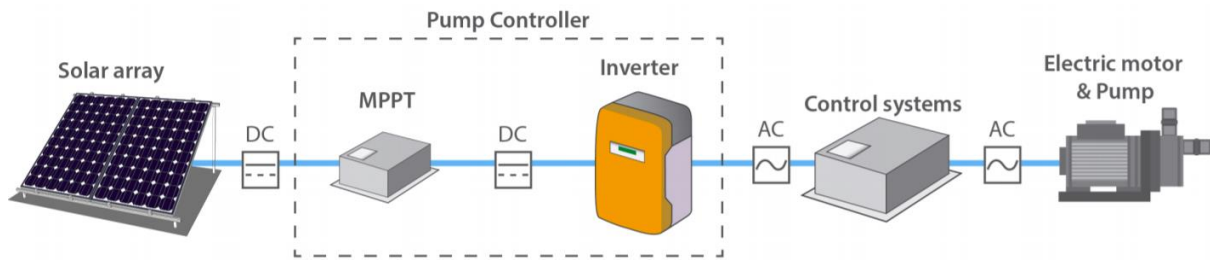 Pump Controller
Solar array
DC
MPPT
DC
Inverter
AC
Control systems
AC
Electric motor
& Pump